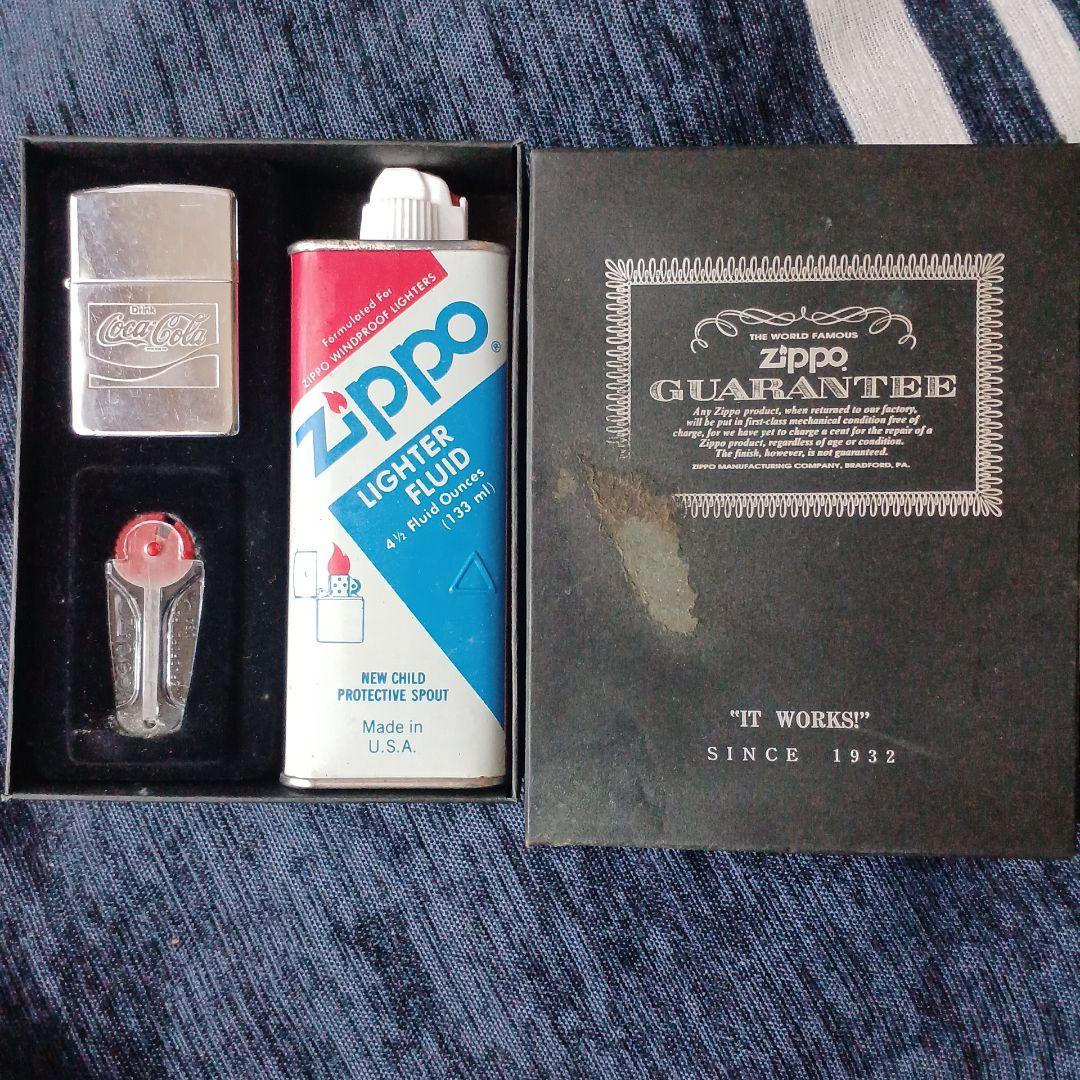 Drink
Coca-Cola
Formulated For
ZIPPO WINDPROOF LIGHTERS
Zippo®
LIGHTER
FLUID
4 1/2 Fluid Ounces
(133 ml)
NEW CHILD
PROTECTIVE SPOUT
Made in
U.S.A.
THE WORLD FAMOUS
Zippo
GUARANTEE
Any Zippo product, when returned to our factory,
will be put in first-class mechanical condition free of
charge, for we have yet to charge a cent for the repair of a
Zippo product, regardless of age or condition.
The finish, however, is not guaranteed.
ZIPPO MANUFACTURING COMPANY, BRADFORD, PA.
"IT WORKS!"
SINCE 1932